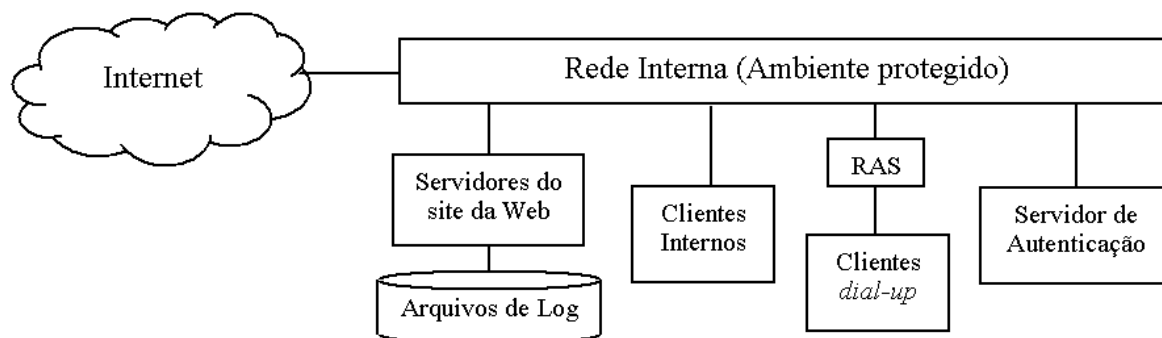 Internet
Rede Interna (Ambiente protegido)
Servidores do
site da Web
Arquivos de Log
Clientes
Internos
RAS
Clientes
dial-up
Servidor de
Autenticação